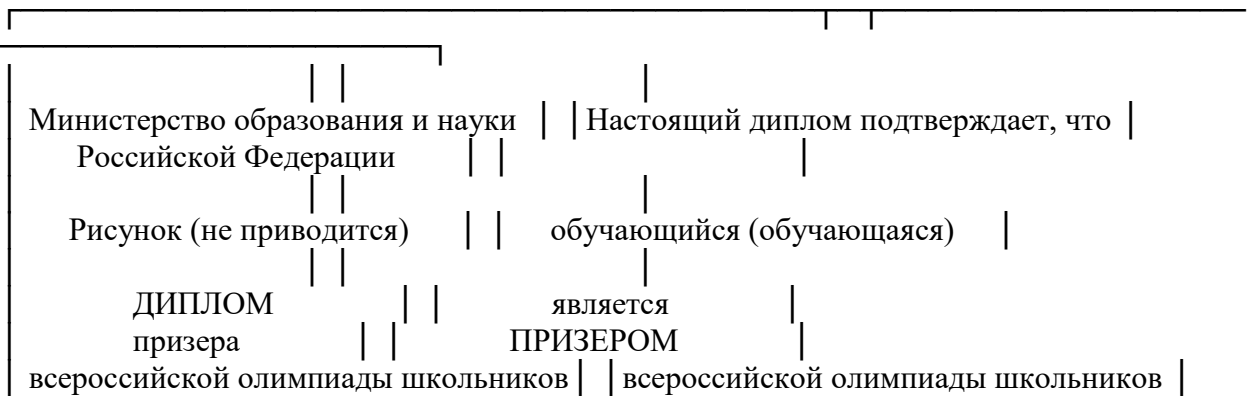 Министерство образования и науки Настоящий диплом подтверждает, что
Российской Федерации
Рисунок (не приводится) обучающийся (обучающаяся)
ДИПЛОМ является
призера ПРИЗЕРОМ
всероссийской олимпиады школьников всероссийской олимпиады школьников